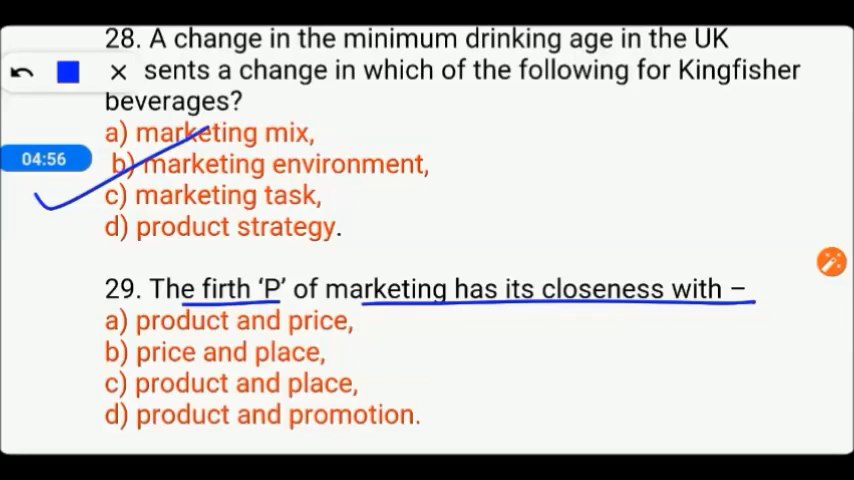 28. A change in the minimum drinking age in the UK
× sents a change in which of the following for Kingfisher
beverages?
a) marketing mix,
04:56
b) marketing environment,
c) marketing task,
d) product strategy.
29. The firth ‘P’ of marketing has its closeness with –
a) product and price,
b) price and place,
c) product and place,
d) product and promotion.